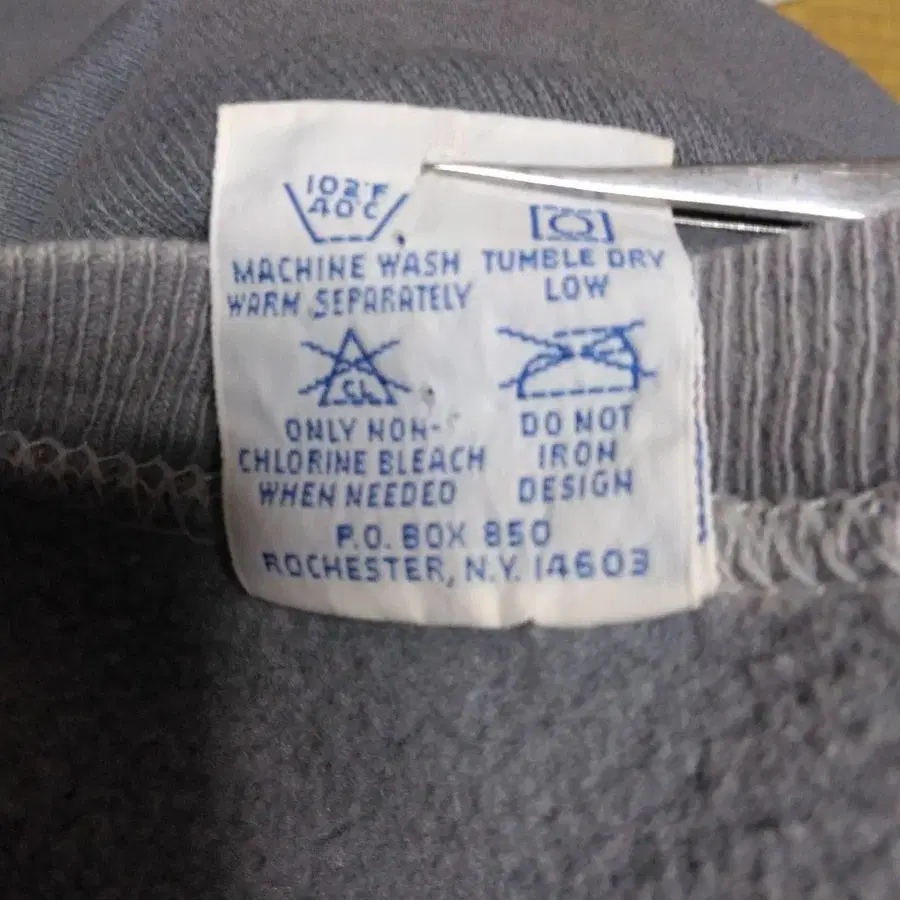 102°F
40°C
MACHINE WASH
WARM SEPARATELY
TUMBLE DRY
LOW
CL
ONLY NON-
CHLORINE BLEACH
WHEN NEEDED
DO NOT
IRON
DESIGN
P.O. BOX 850
ROCHESTER, N.Y. 14603